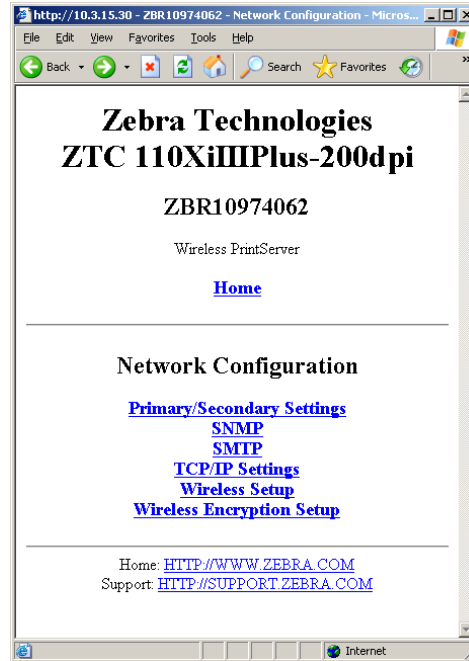 http://10.3.15.30 - ZBR10974062 - Network Configuration - Micros...
File Edit View Favorites Tools Help
Back Search Favorites »
Zebra Technologies
ZTC 110XiIIIPlus-200dpi
ZBR10974062
Wireless PrintServer
Home
Network Configuration
Primary/Secondary Settings
SNMP
SMTP
TCP/IP Settings
Wireless Setup
Wireless Encryption Setup
Home: HTTP://WWW.ZEBRA.COM
Support: HTTP://SUPPORT.ZEBRA.COM
Internet